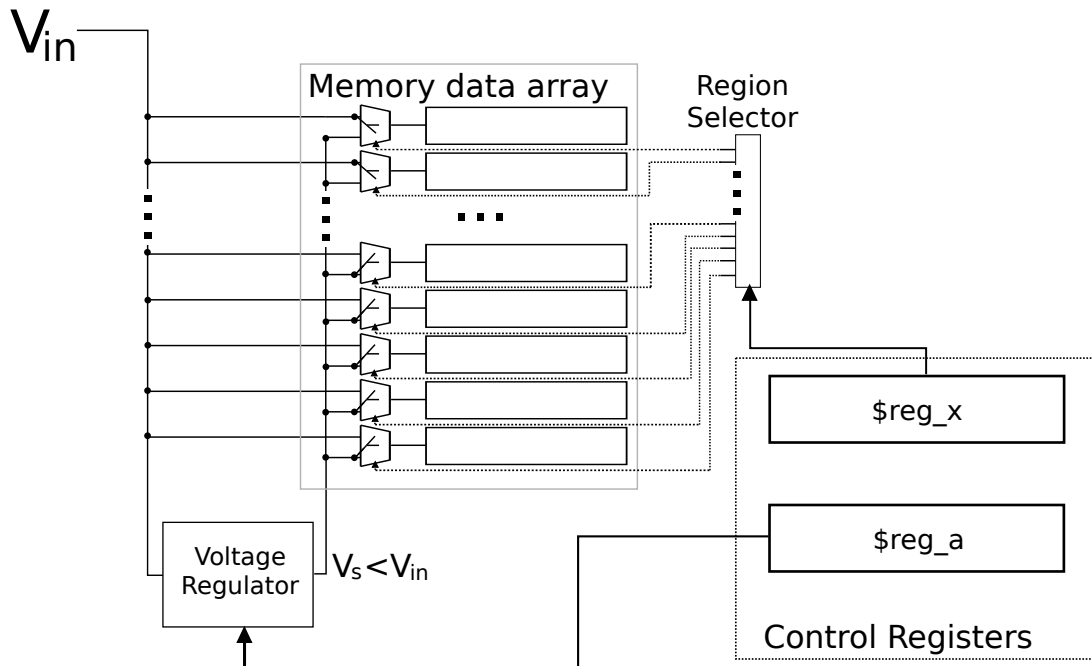 Vin
Memory data array
Region
Selector
$reg_x
$reg_a
Voltage
Regulator
Vs<Vin
Control Registers